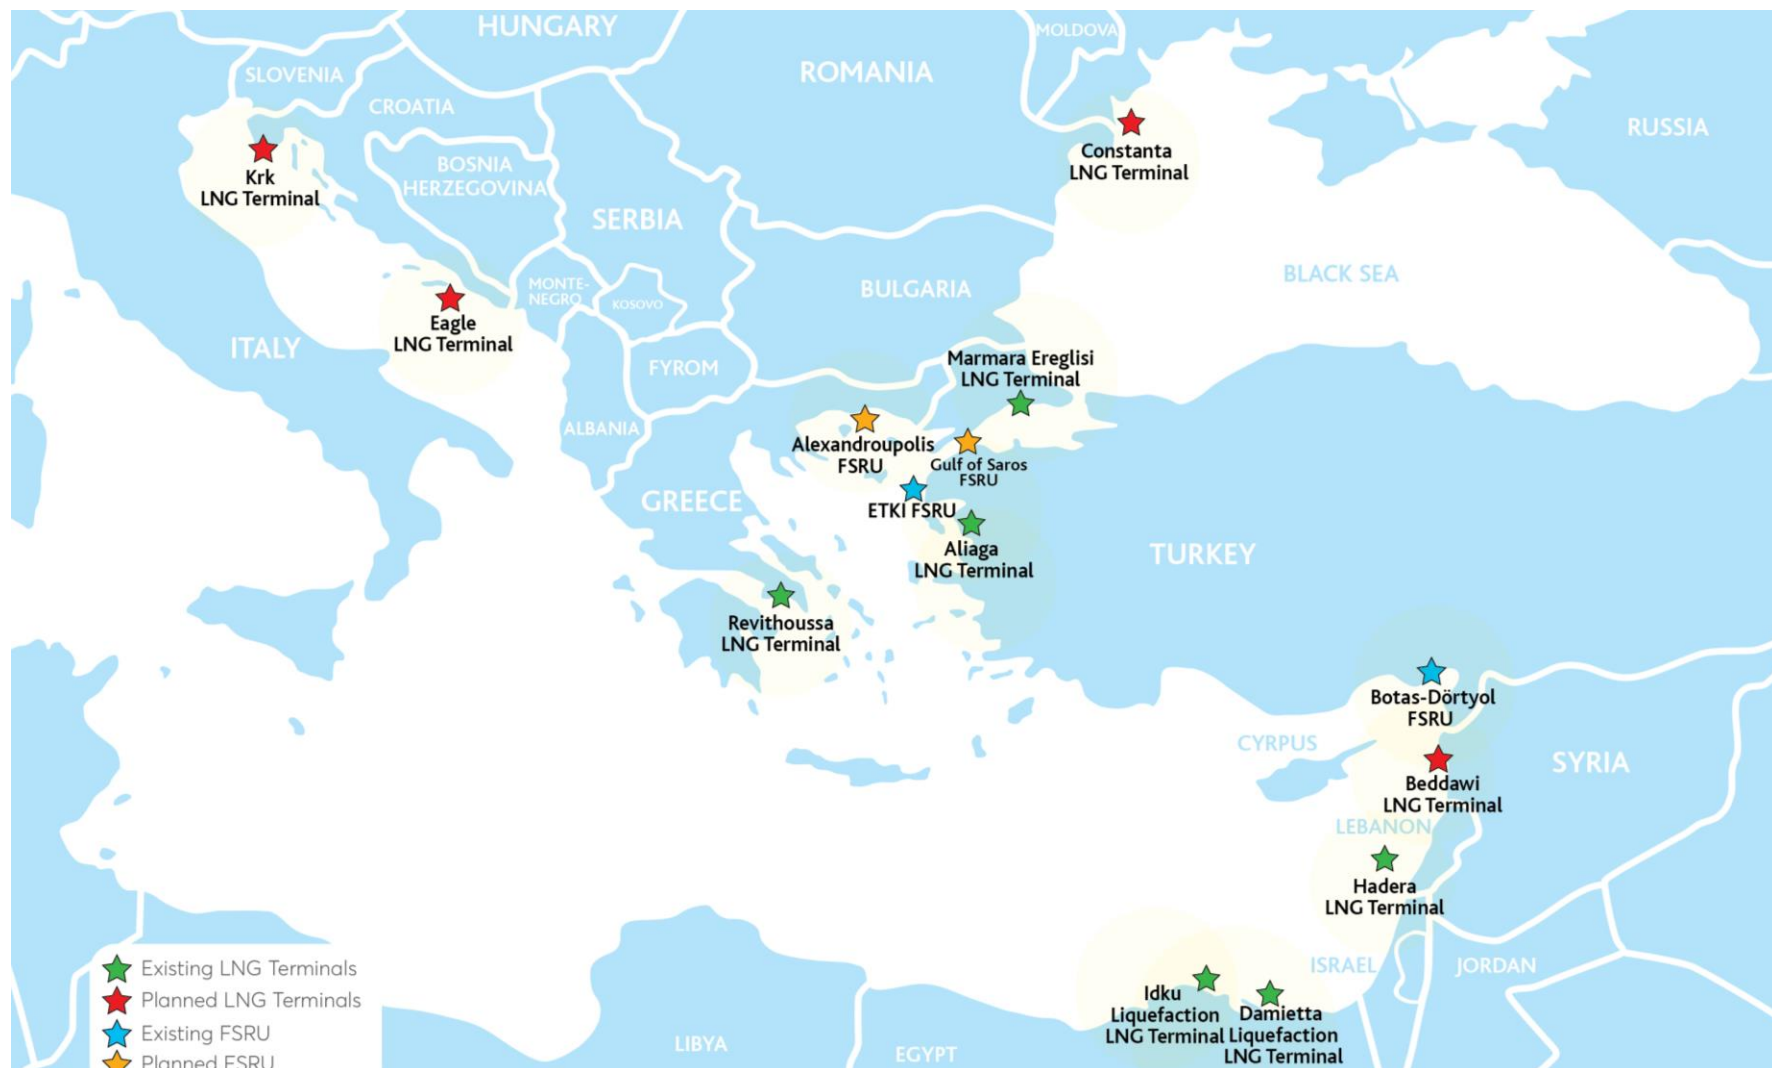 HUNGARY
MOLDOVA
SLOVENIA
ROMANIA
CROATIA
RUSSIA
Constanta
LNG Terminal
BOSNIA
HERZEGOVINA
Krk
LNG Terminal
SERBIA
BLACK SEA
MONTE-
NEGRO
BULGARIA
KOSOVO
Eagle
LNG Terminal
ITALY
Marmara Ereglisi
LNG Terminal
FYROM
ALBANIA
Alexandroupolis
FSRU
Gulf of Saros
FSRU
GREECE
ETKI FSRU
Aliaga
LNG Terminal
TURKEY
Revithoussa
LNG Terminal
Botas-Dörtyol
FSRU
CYRPUS
SYRIA
Beddawi
LNG Terminal
LEBANON
Hadera
LNG Terminal
ISRAEL
JORDAN
Idku
Liquefaction
LNG Terminal
Damietta
Liquefaction
LNG Terminal
LIBYA
EGYPT
Existing LNG Terminals
Planned LNG Terminals
Existing FSRU
Planned FSRU